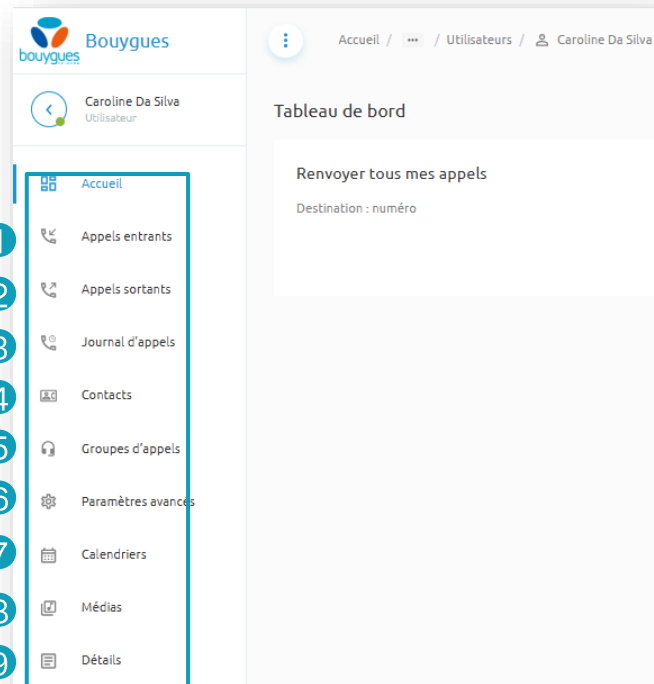 bouygues
Bouygues
Accueil / ··· / Utilisateurs / Caroline Da Silva
Caroline Da Silva
Utilisateur
Tableau de bord
Renvoyer tous mes appels
Destination : numéro
Accueil
1 Appels entrants
2 Appels sortants
3 Journal d'appels
4 Contacts
5 Groupes d'appels
6 Paramètres avancés
7 Calendriers
8 Médias
9 Détails